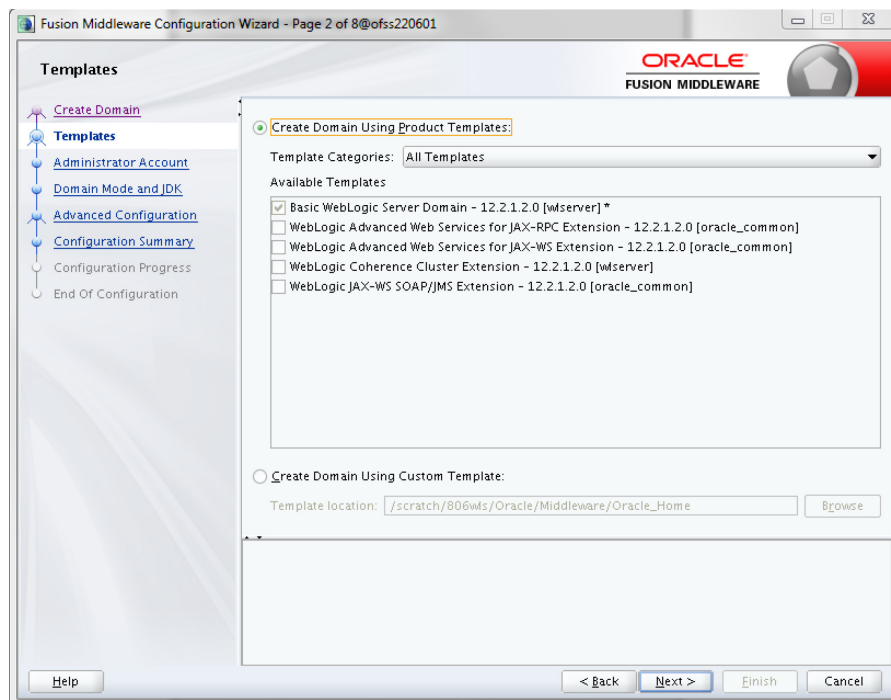 Fusion Middleware Configuration Wizard - Page 2 of 8@ofss220601
Templates
ORACLE
FUSION MIDDLEWARE
Create Domain
Templates
Administrator Account
Domain Mode and JDK
Advanced Configuration
Configuration Summary
Configuration Progress
End Of Configuration
Create Domain Using Product Templates:
Template Categories: All Templates
Available Templates
Basic WebLogic Server Domain - 12.2.1.2.0 [wlserver] *
WebLogic Advanced Web Services for JAX-RPC Extension - 12.2.1.2.0 [oracle_common]
WebLogic Advanced Web Services for JAX-WS Extension - 12.2.1.2.0 [oracle_common]
WebLogic Coherence Cluster Extension - 12.2.1.2.0 [wlserver]
WebLogic JAX-WS SOAP/JMS Extension - 12.2.1.2.0 [oracle_common]
Create Domain Using Custom Template:
Template location: /scratch/806wls/Oracle/Middleware/Oracle_Home Browse
Help < Back Next > Finish Cancel